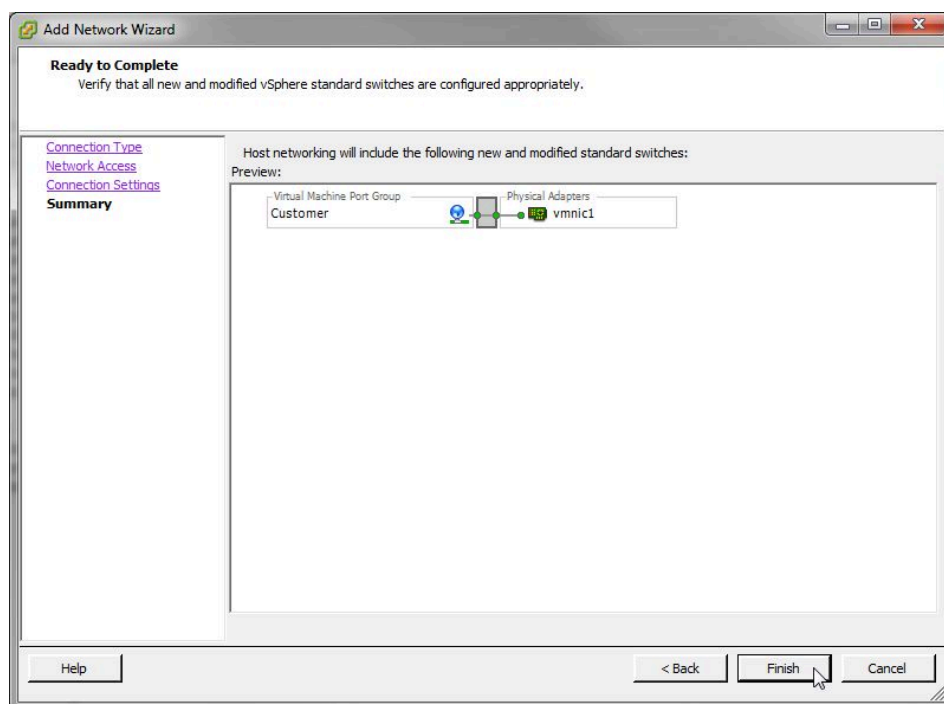 Add Network Wizard
Ready to Complete
Verify that all new and modified vSphere standard switches are configured appropriately.
Connection Type
Network Access
Connection Settings
Summary
Host networking will include the following new and modified standard switches:
Preview:
Virtual Machine Port Group
Physical Adapters
Customer
vmnic1
Help
< Back
Finish
Cancel